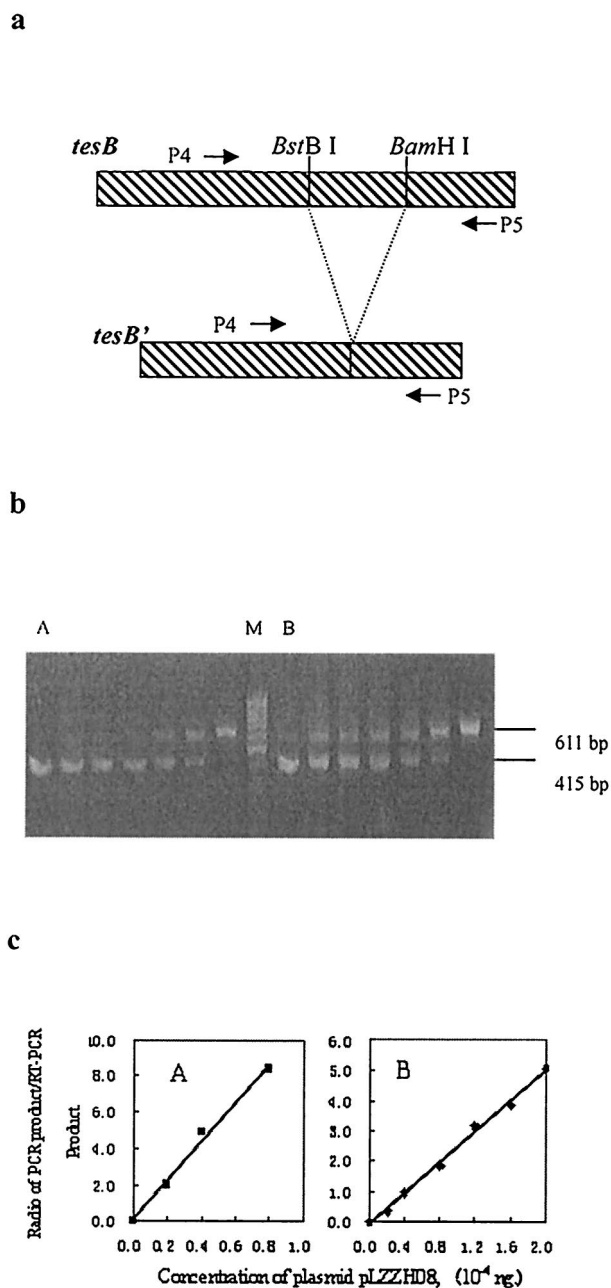 a
tesB P4 BstB I BamH I
P5
tesB' P4
P5
b
A M B
611 bp
415 bp
c
Radio of PCR product/RT-PCR
Product
10.0
8.0
6.0
4.0
2.0
0.0
A
0.0 0.2 0.4 0.6 0.8 1.0
6.0
5.0
4.0
3.0
2.0
1.0
0.0
B
0.0 0.4 0.8 1.2 1.6 2.0
Concentration of plasmid pLZZHD8, (10⁻⁴ ng)